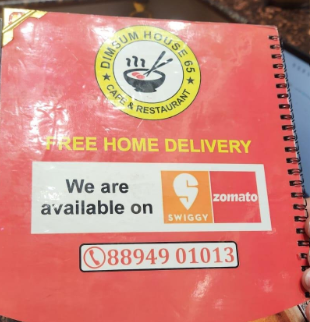 DIMSUM HOUSE 65
CAFE & RESTAURANT
FREE HOME DELIVERY
We are
available on
SWIGGY
zomato
88949 01013